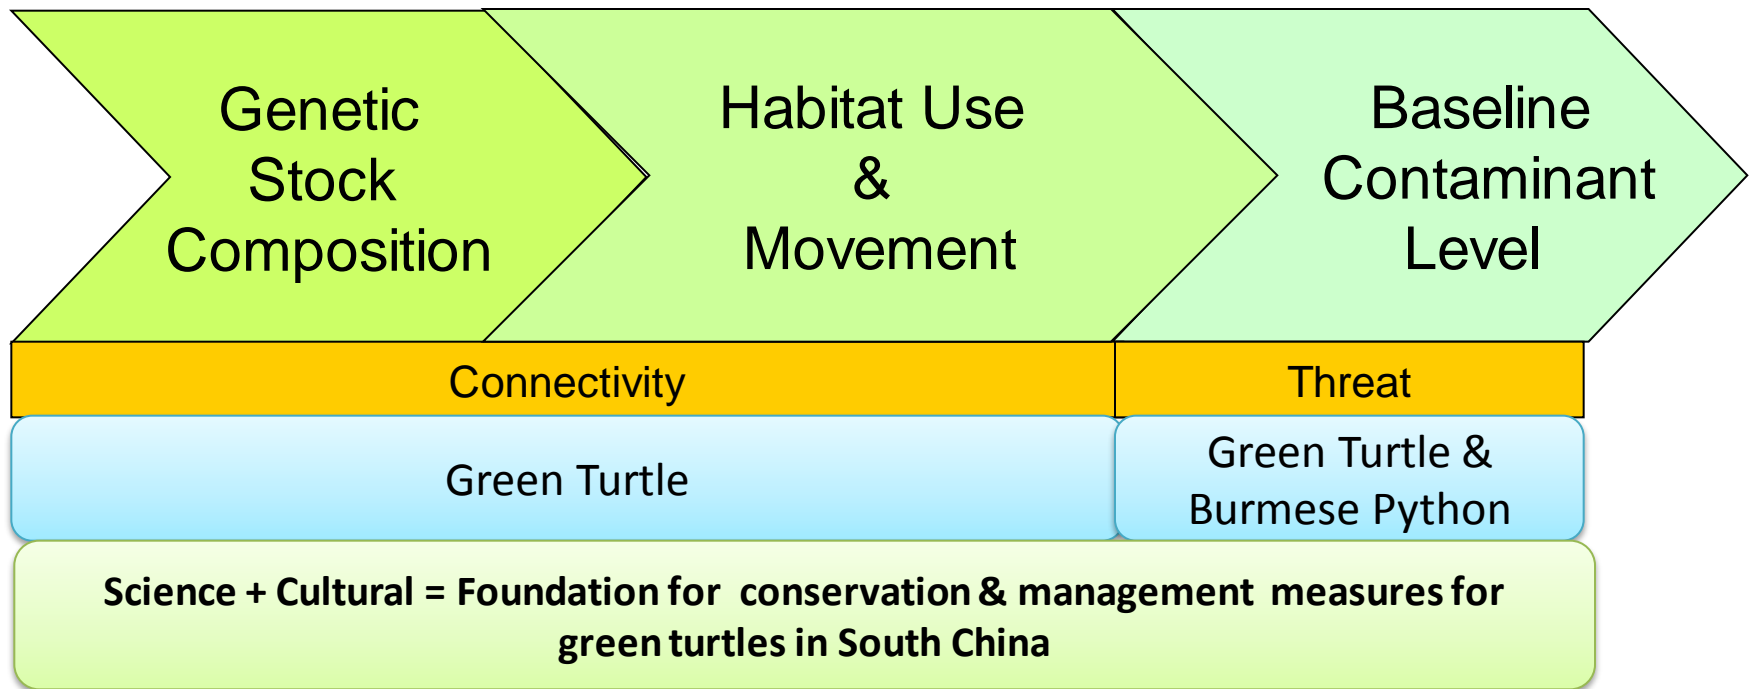 Genetic
Stock
Composition
Habitat Use
&
Movement
Baseline
Contaminant
Level
Connectivity
Threat
Green Turtle
Green Turtle &
Burmese Python
Science + Cultural = Foundation for conservation & management measures for
green turtles in South China